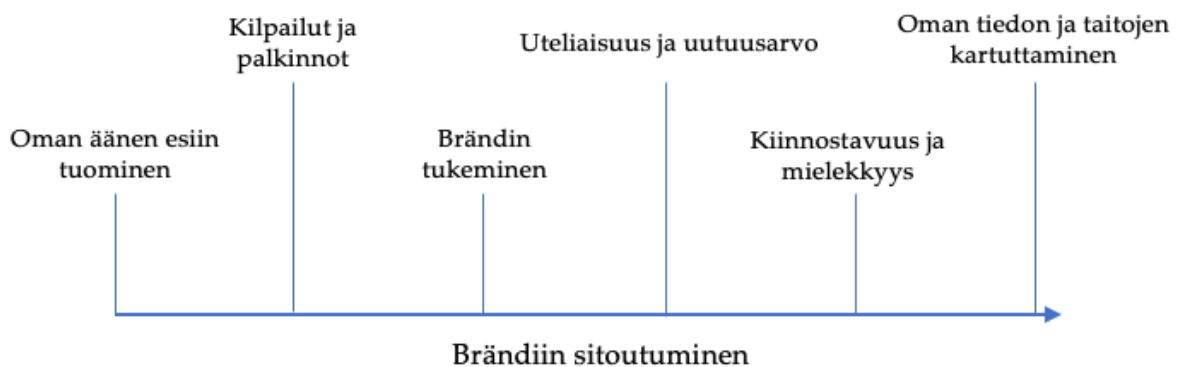 Kilpailut ja
palkinnot
Uteliaisuus ja uutuusarvo
Oman tiedon ja taitojen
kartuttaminen
Oman äänen esiin
tuominen
Brändin
tukeminen
Kiinnostavuus ja
mielekkyys
Brändiin sitoutuminen